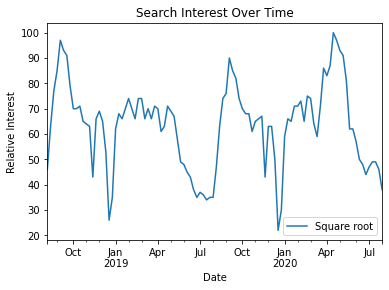 Search Interest Over Time
Relative Interest
100
90
80
70
60
50
40
30
20
Oct Jan Apr Jul Oct Jan Apr Jul
2019 2020
Date
Square root